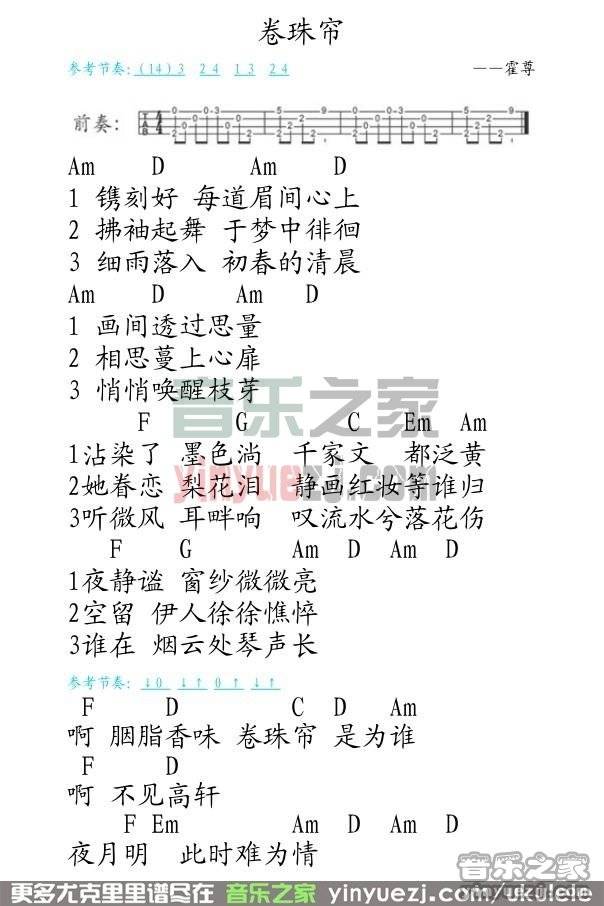 卷珠帘
参考节奏：(14)3 24 13 24 ——霍尊
前奏：
Am D Am D
1 镌刻好 每道眉间心上
2 拂袖起舞 于梦中徘徊
3 细雨落入 初春的清晨
Am D Am D
1 画间透过思量
2 相思蔓上心扉
3 悄悄唤醒枝芽
F G C Em Am
1沾染了 墨色淌 千家文 都泛黄
2她眷恋 梨花泪 静画红妆等谁归
3听微风 耳畔响 叹流水兮落花伤
F G Am D Am D
1夜静谧 窗纱微微亮
2空留 伊人徐徐憔悴
3谁在 烟云处琴声长
参考节奏：↓0 ↓↑ 0↑ ↓↑
F D C D Am
啊 胭脂香味 卷珠帘 是为谁
F D
啊 不见高轩
F Em Am D Am D
夜月明 此时难为情
音乐之家
yinyuezj.com
更多尤克里里谱尽在 音乐之家 yinyuezj.com/ukulele